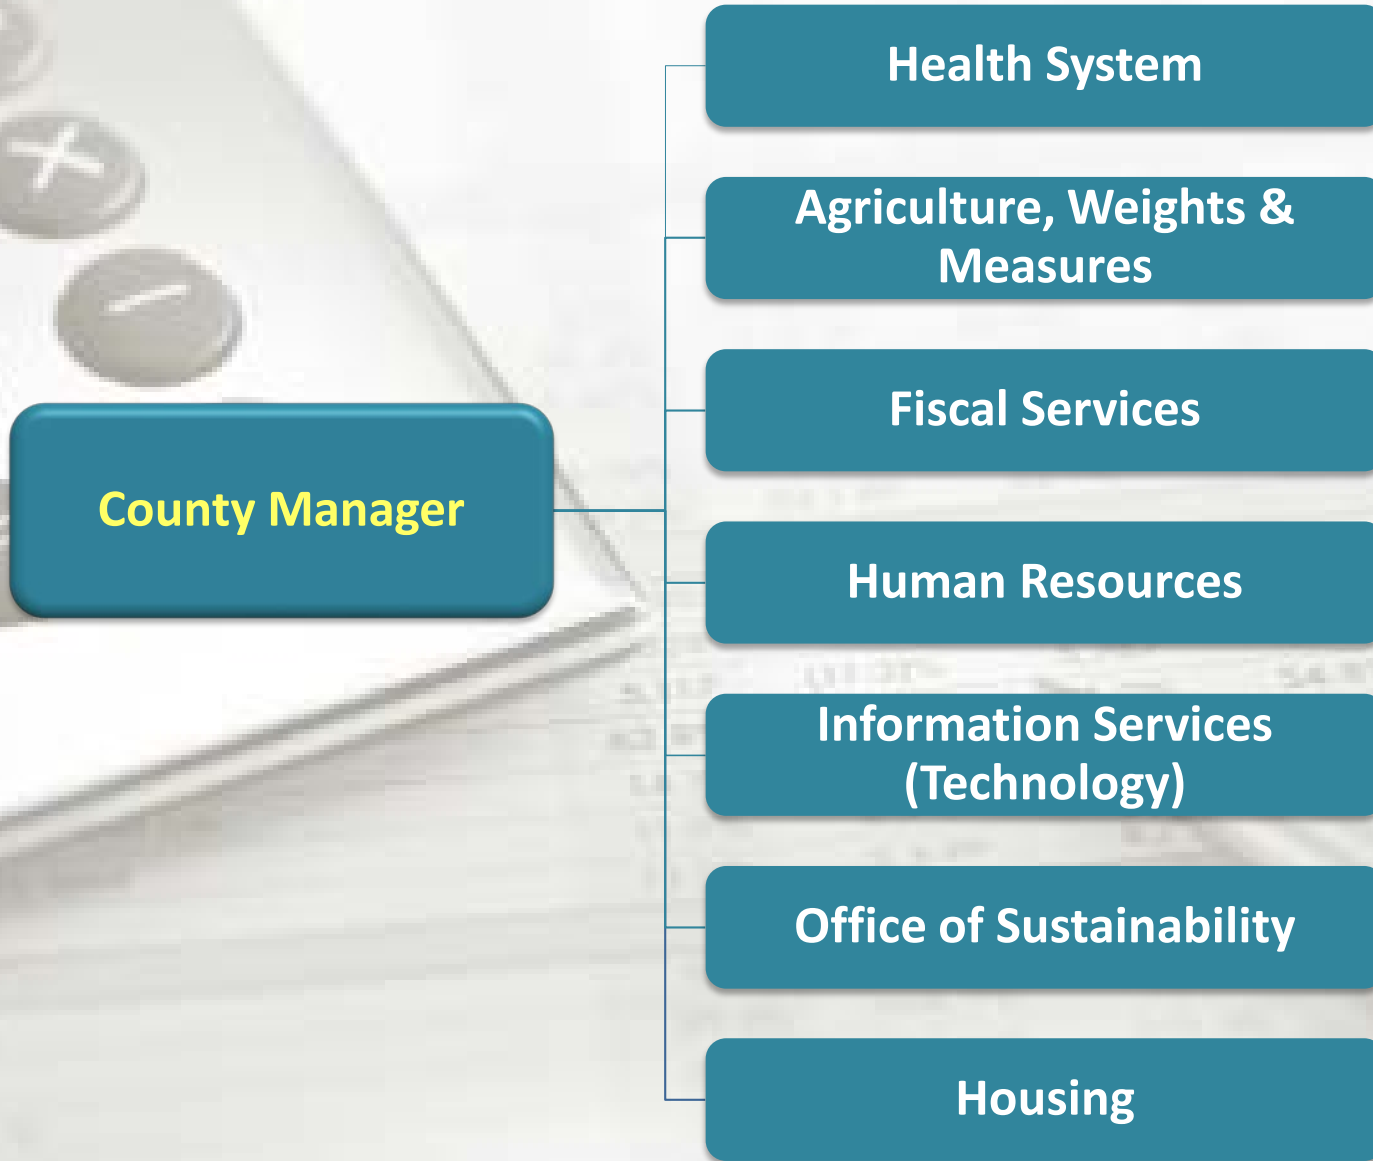 Health System
Agriculture, Weights &
Measures
Fiscal Services
County Manager
Human Resources
Information Services
(Technology)
Office of Sustainability
Housing